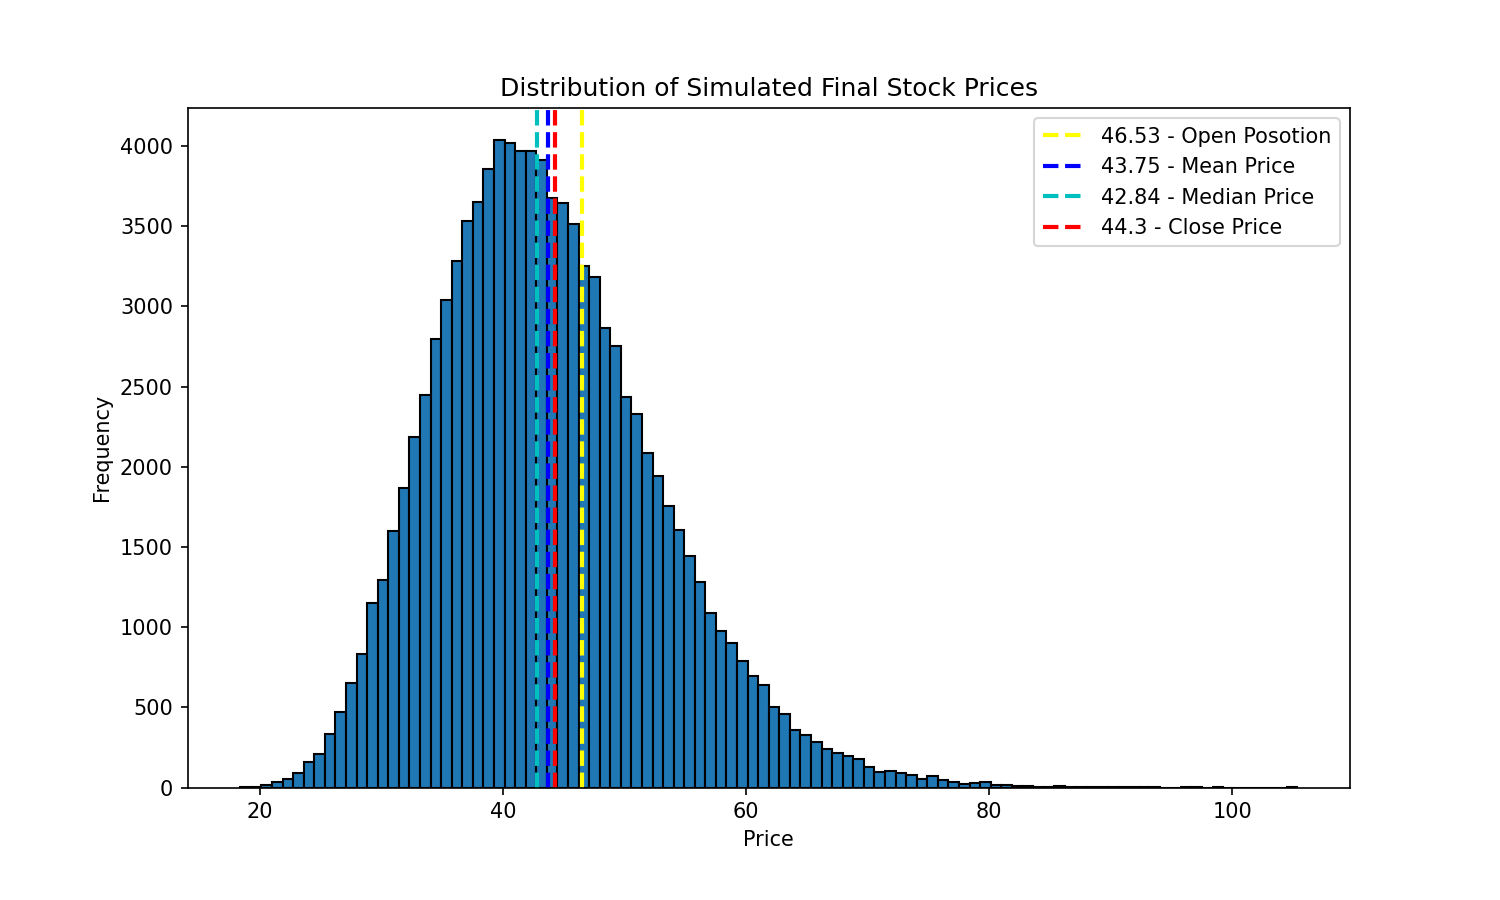 Distribution of Simulated Final Stock Prices
46.53 - Open Posotion
43.75 - Mean Price
42.84 - Median Price
44.3 - Close Price
Frequency
4000
3500
3000
2500
2000
1500
1000
500
0
20 40 60 80 100
Price